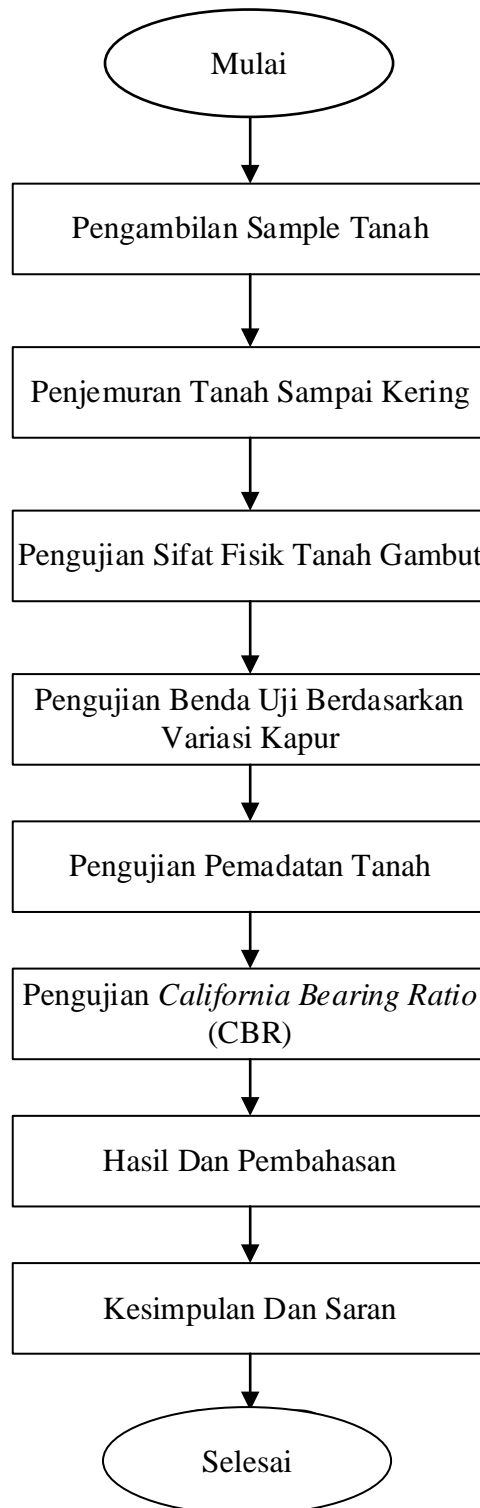 Mulai
Pengambilan Sample Tanah
Penjemuran Tanah Sampai Kering
Pengujian Sifat Fisik Tanah Gambut
Pengujian Benda Uji Berdasarkan
Variasi Kapur
Pengujian Pemadatan Tanah
Pengujian California Bearing Ratio
(CBR)
Hasil Dan Pembahasan
Kesimpulan Dan Saran
Selesai